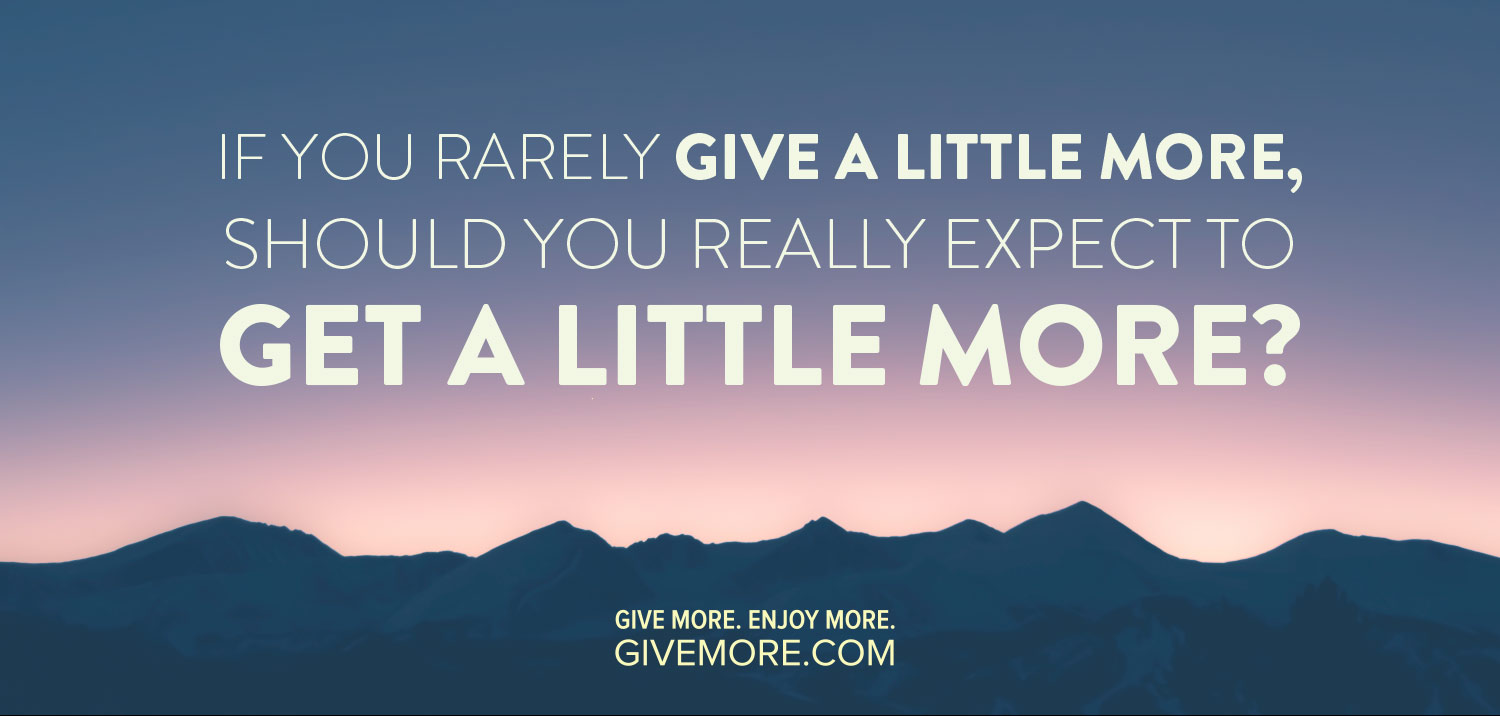 IF YOU RARELY GIVE A LITTLE MORE,
SHOULD YOU REALLY EXPECT TO
GET A LITTLE MORE?
GIVE MORE. ENJOY MORE.
GIVEMORE.COM